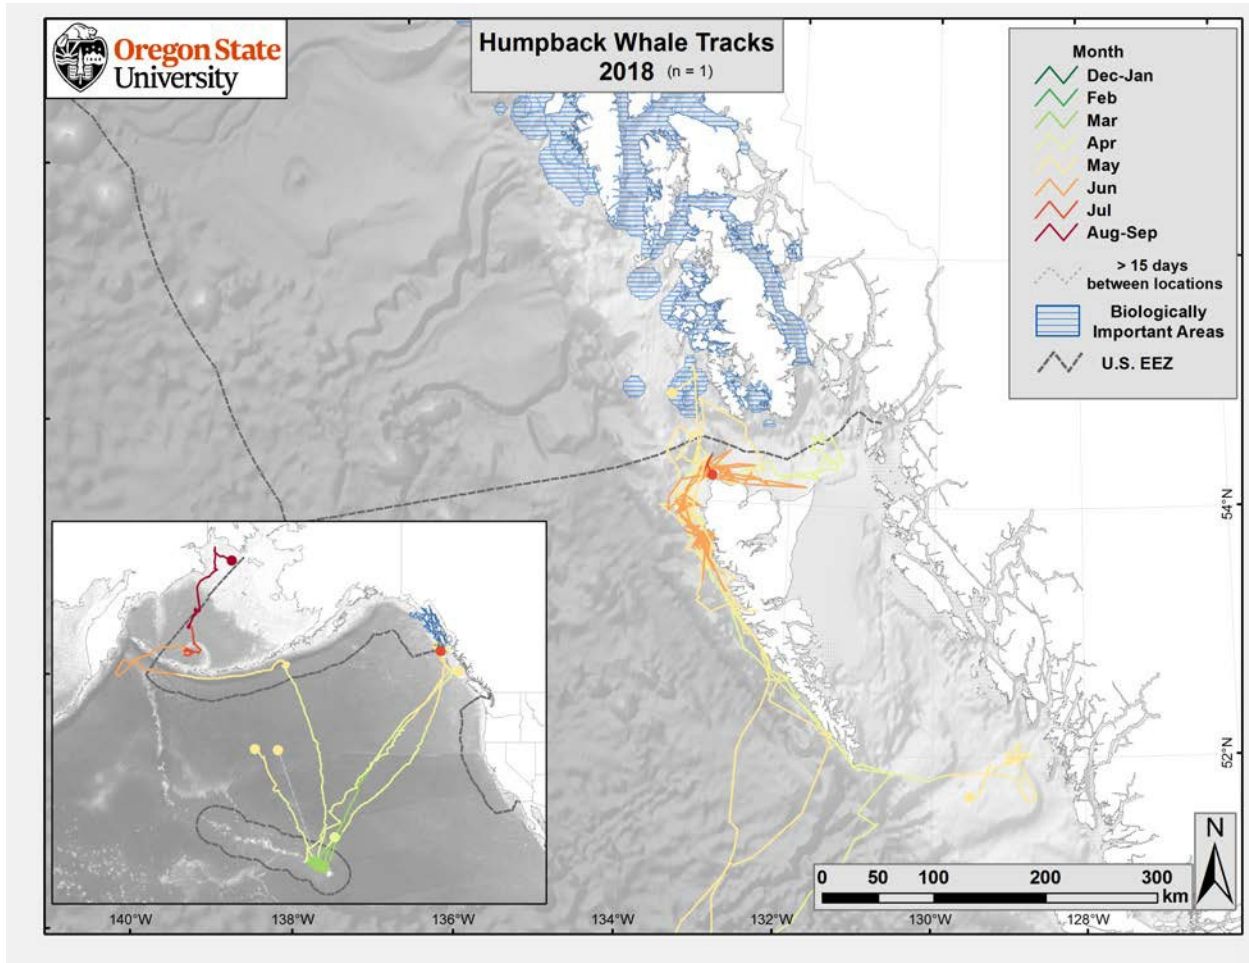 Oregon State
University
Humpback Whale Tracks
2018 (n = 1)
Month
Dec-Jan
Feb
Mar
Apr
May
Jun
Jul
Aug-Sep
> 15 days
between locations
Biologically
Important Areas
U.S. EEZ
54°N
52°N
N
0 50 100 200 300
km
140°W 138°W 136°W 134°W 132°W 130°W 128°W